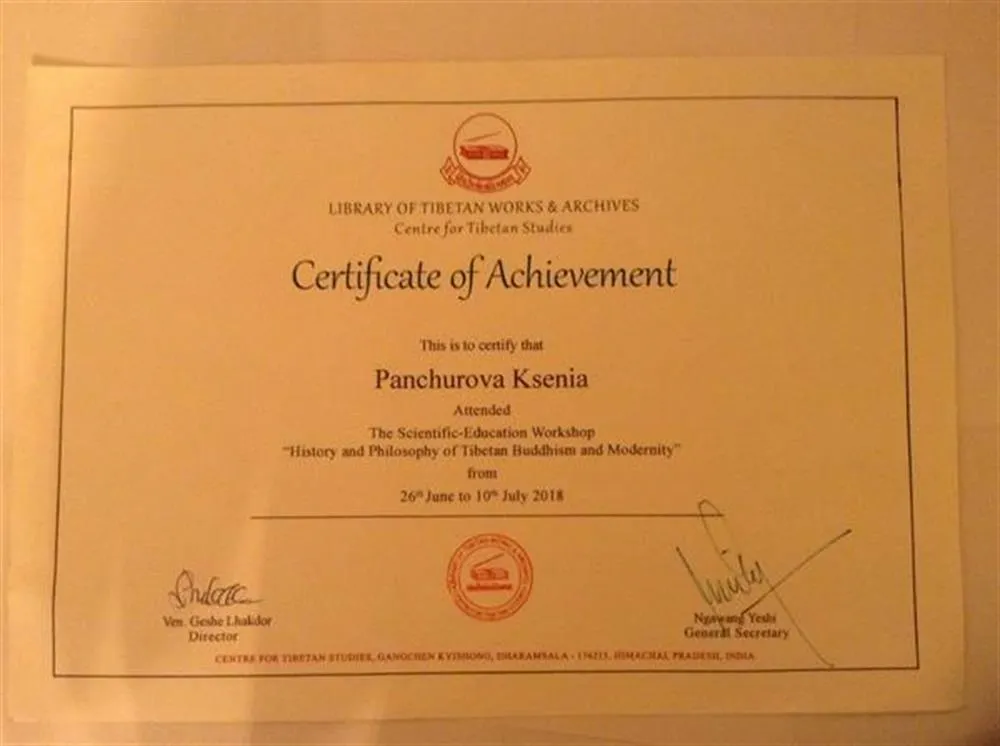 LIBRARY OF TIBETAN WORKS & ARCHIVES
Centre for Tibetan Studies
Certificate of Achievement
This is to certify that
Panchurova Ksenia
Attended
The Scientific-Education Workshop
“History and Philosophy of Tibetan Buddhism and Modernity”
from
26th June to 10th July 2018
Ven. Geshe Lhakdor
Director
Ngawang Yeshi
General Secretary
CENTRE FOR TIBETAN STUDIES, GANGCHEN KYISHONG, DHARAMSALA - 176215, HIMACHAL PRADESH, INDIA